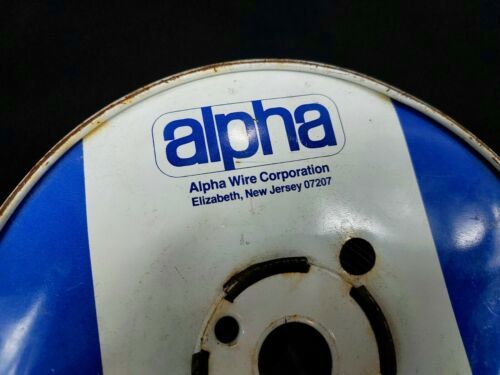 alpha
Alpha Wire Corporation
Elizabeth, New Jersey 07207